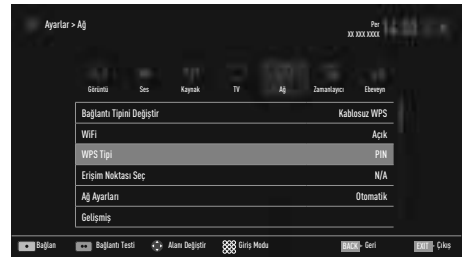 Ayarlar > Ağ
Per
XX XXX XXXX
Görüntü Ses Kaynak TV Ağ Zamanlayıcı Ebeveyn
Bağlantı Tipini Değiştir Kablosuz WPS
WiFi Açık
WPS Tipi PIN
Erişim Noktası Seç N/A
Ağ Ayarları Otomatik
Gelişmiş
Bağlan Bağlantı Testi Alanı Değiştir Giriş Modu BACK - Geri EXIT - Çıkış